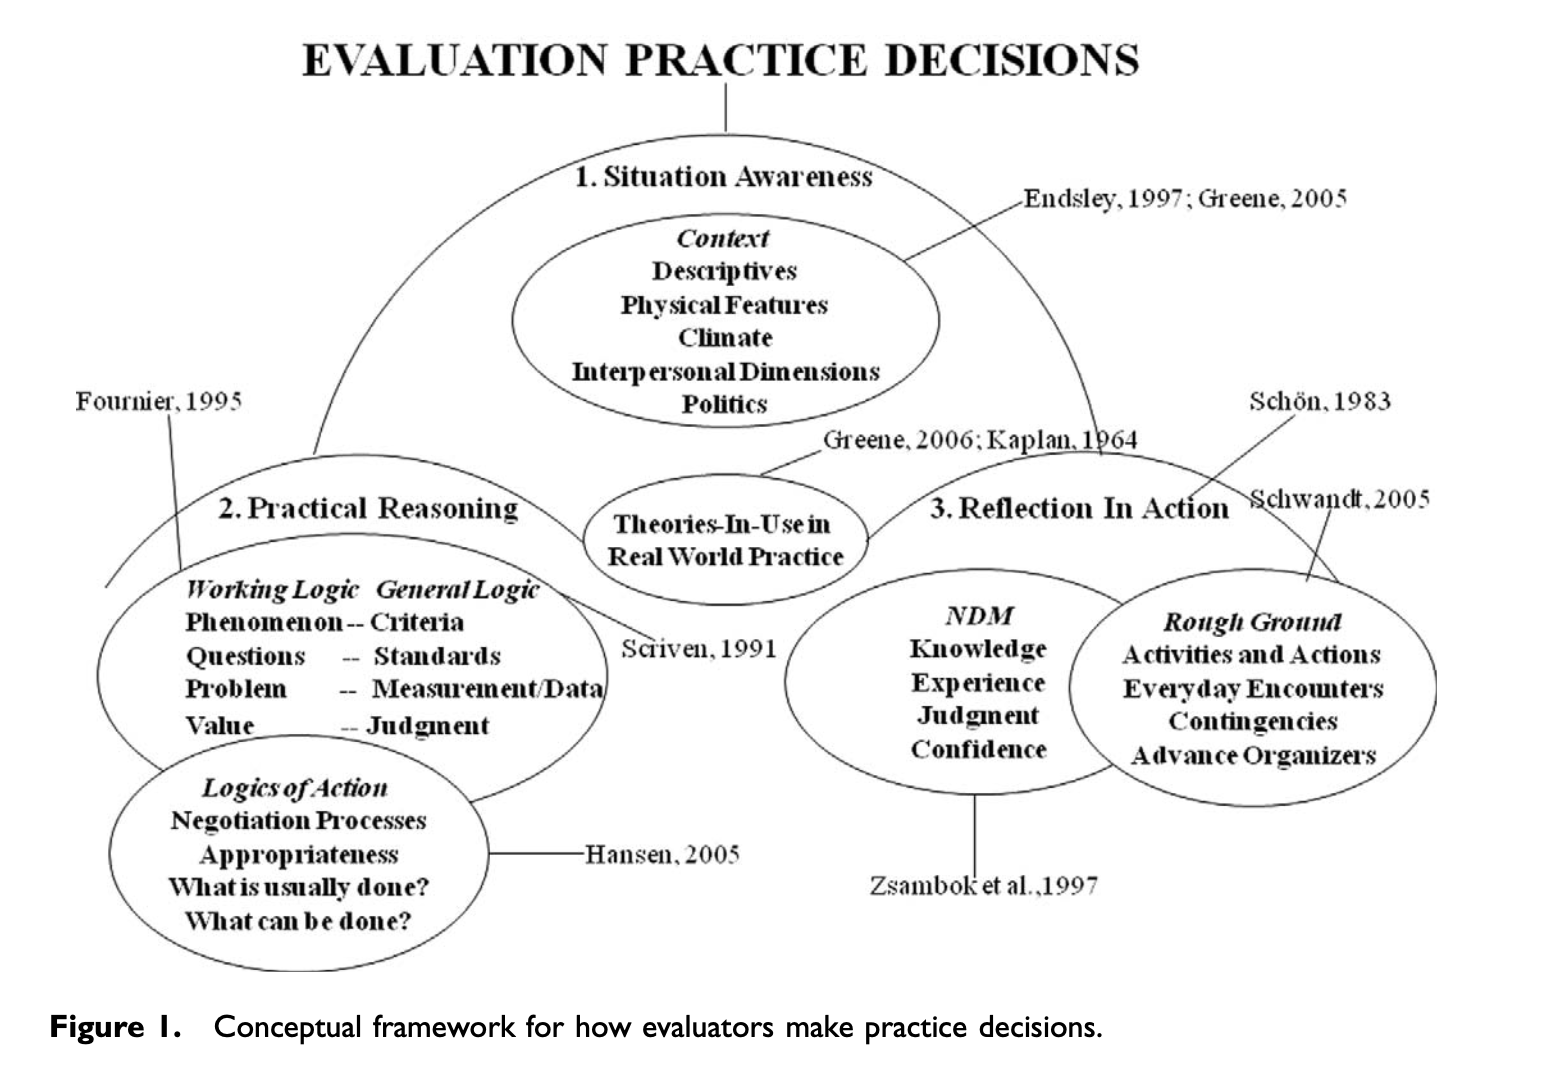 EVALUATION PRACTICE DECISIONS
1. Situation Awareness
Endsley, 1997; Greene, 2005
Context
Descriptives
Physical Features
Climate
Interpersonal Dimensions
Politics
Fournier, 1995
Schön, 1983
Greene, 2006; Kaplan, 1964
2. Practical Reasoning
Theories-In-Use in
Real World Practice
3. Reflection In Action
Schwandt, 2005
Working Logic General Logic
Phenomenon -- Criteria
Questions -- Standards
Problem -- Measurement/Data
Value -- Judgment
Scriven, 1991
NDM
Knowledge
Experience
Judgment
Confidence
Rough Ground
Activities and Actions
Everyday Encounters
Contingencies
Advance Organizers
Logics of Action
Negotiation Processes
Appropriateness
What is usually done?
What can be done?
Hansen, 2005
Zsambok et al.,1997
Figure 1. Conceptual framework for how evaluators make practice decisions.